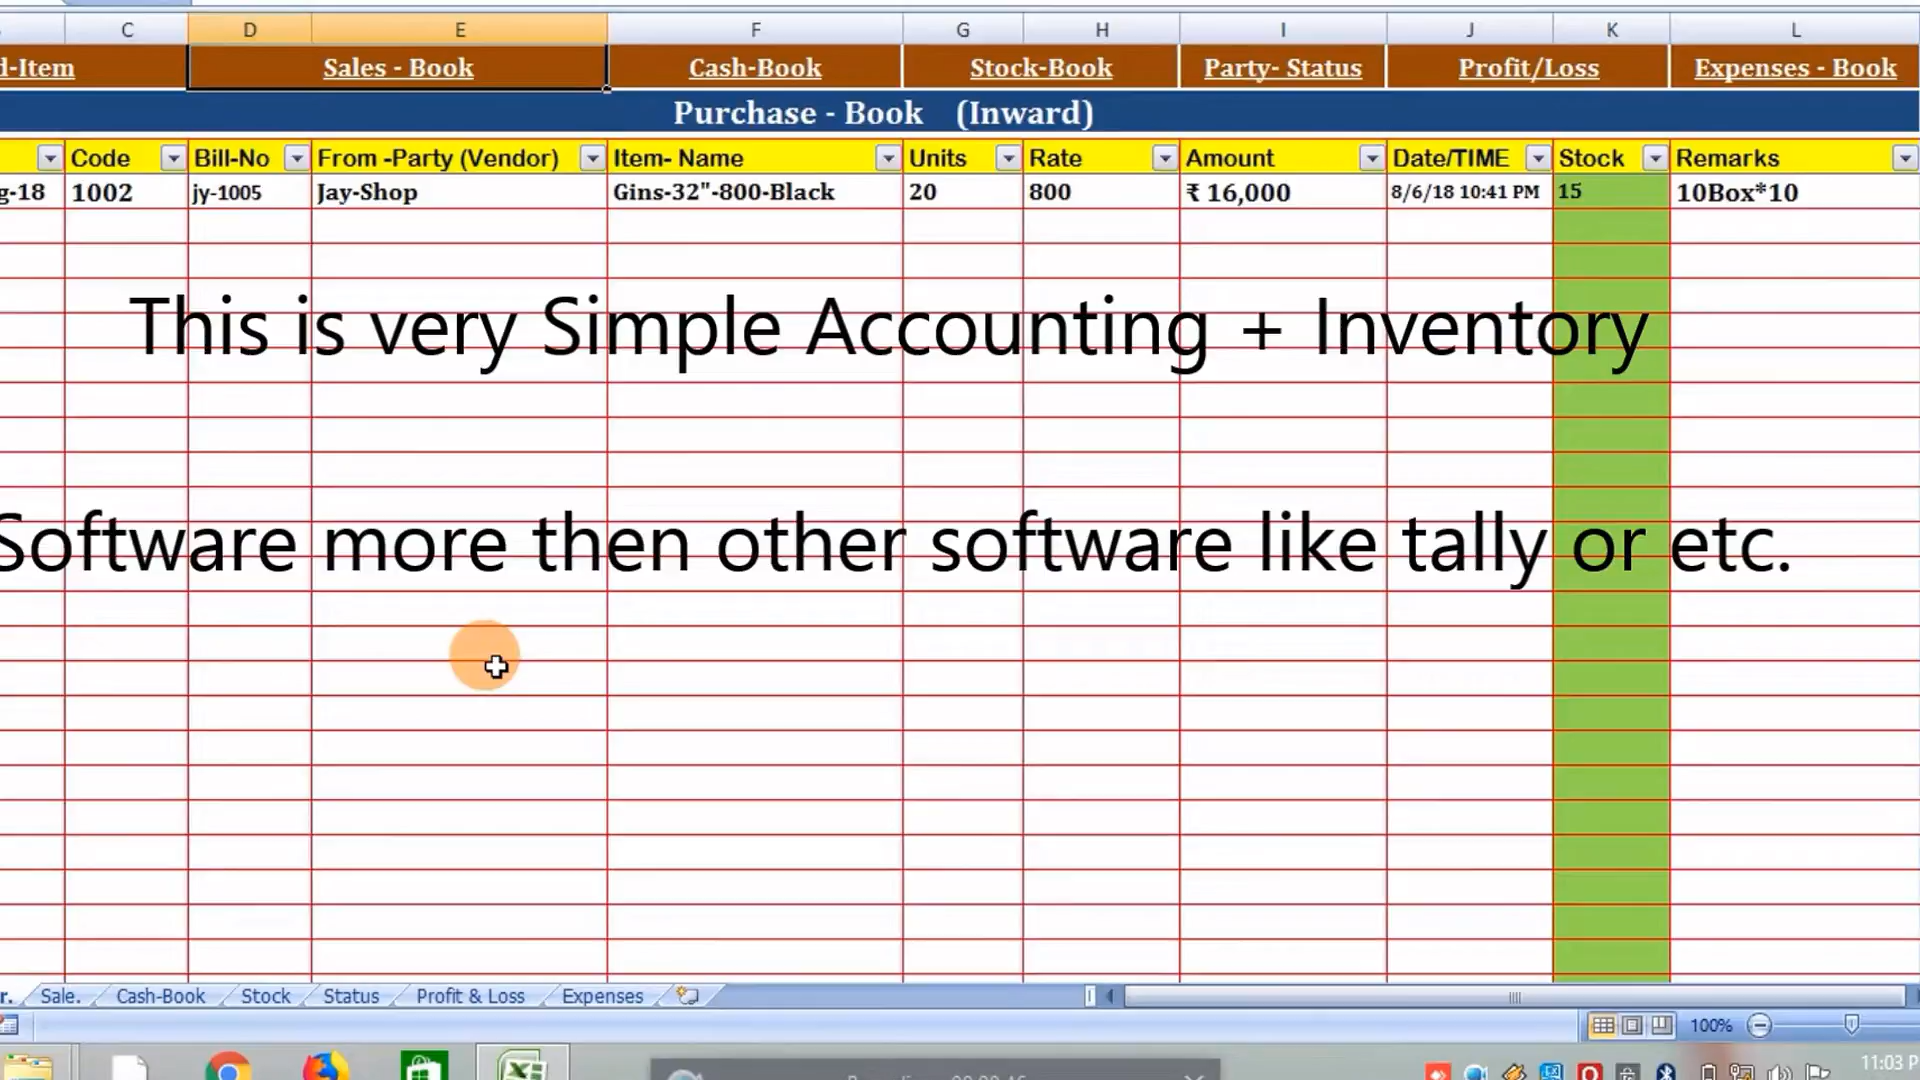 C D E F G H I J K L
d-Item Sales - Book Cash-Book Stock-Book Party- Status Profit/Loss Expenses - Book
Purchase - Book (Inward)
Code Bill-No From -Party (Vendor) Item- Name Units Rate Amount Date/TIME Stock Remarks
g-18 1002 jy-1005 Jay-Shop Gins-32"-800-Black 20 800 ₹ 16,000 8/6/18 10:41 PM 15 10Box*10
This is very Simple Accounting + Inventory
Software more then other software like tally or etc.
r. Sale. Cash-Book Stock Status Profit & Loss Expenses
100%
11:03 P